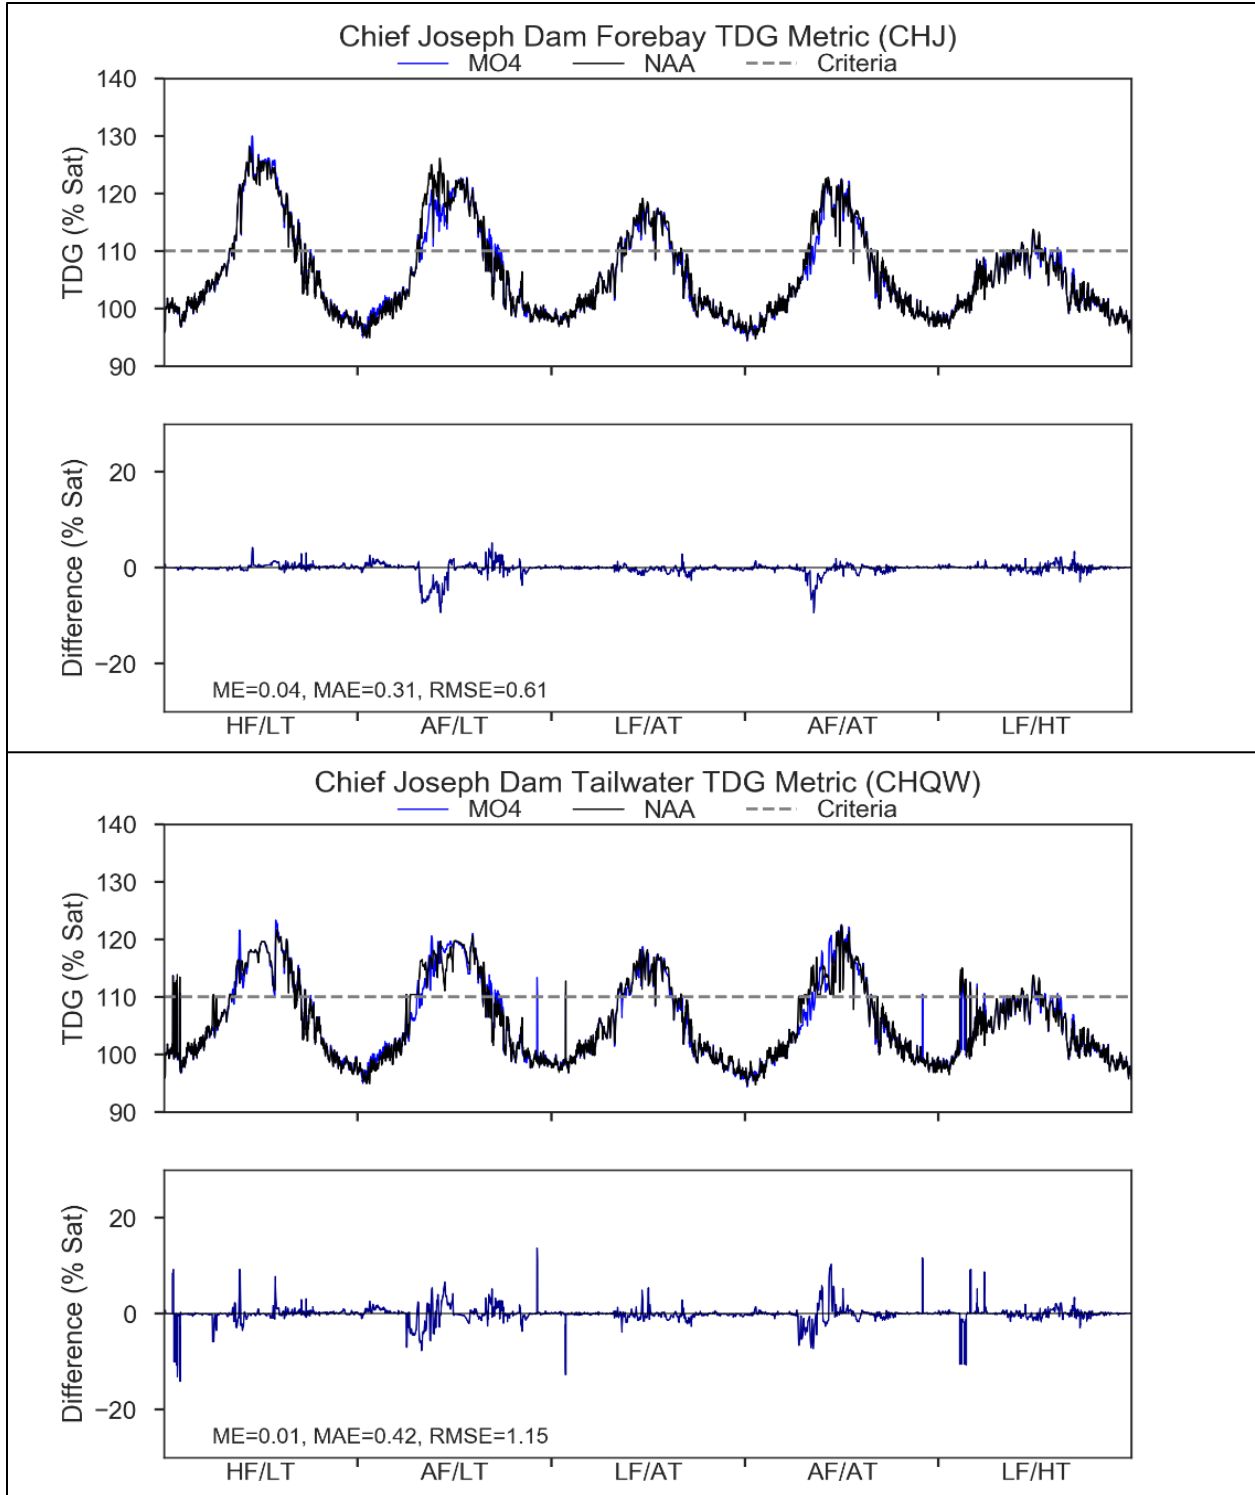 Chief Joseph Dam Forebay TDG Metric (CHJ)
MO4 NAA Criteria
140
130
120
110
100
90
TDG (% Sat)
20
0
−20
Difference (% Sat)
ME=0.04, MAE=0.31, RMSE=0.61
HF/LT AF/LT LF/AT AF/AT LF/HT
Chief Joseph Dam Tailwater TDG Metric (CHQW)
MO4 NAA Criteria
140
130
120
110
100
90
TDG (% Sat)
20
0
−20
Difference (% Sat)
ME=0.01, MAE=0.42, RMSE=1.15
HF/LT AF/LT LF/AT AF/AT LF/HT